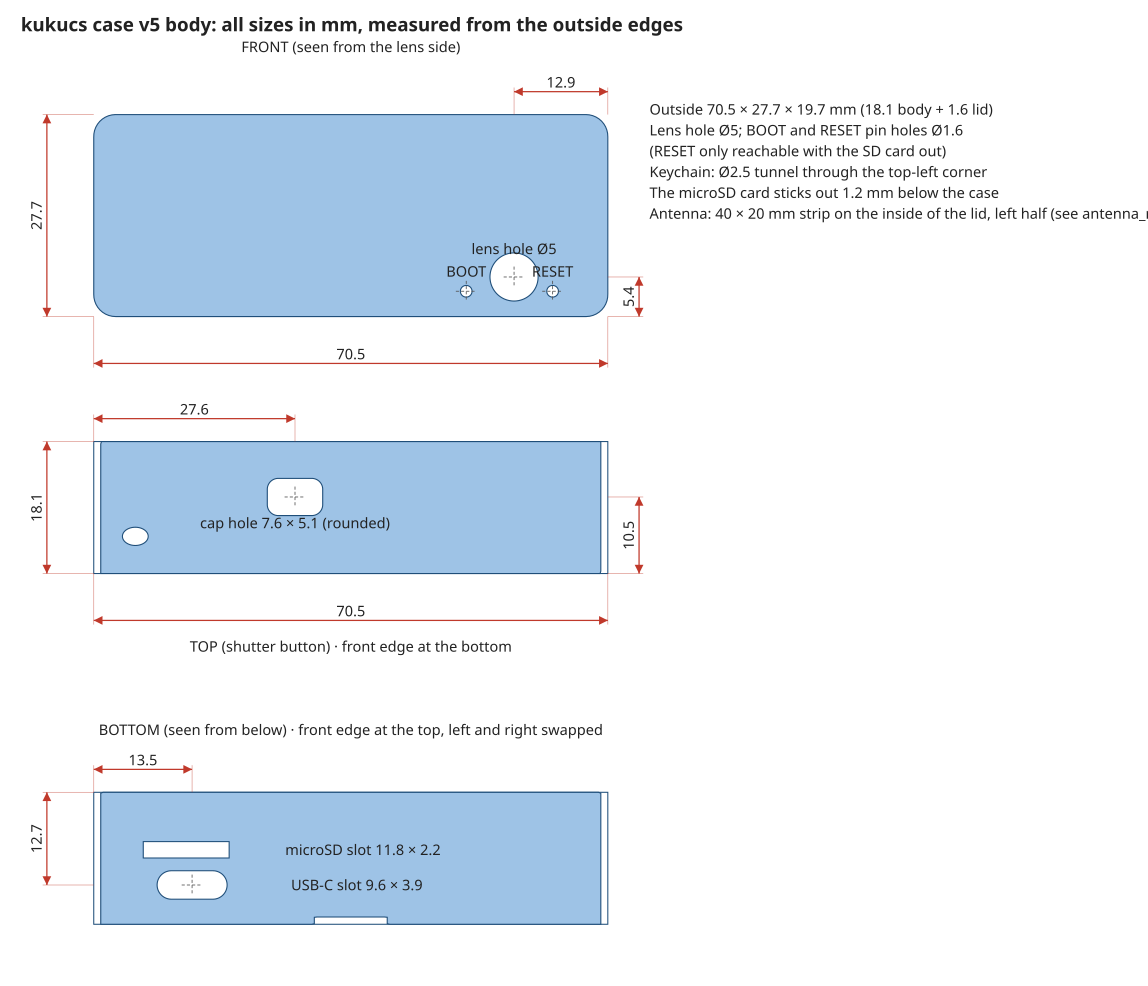 kukucs case v5 body: all sizes in mm, measured from the outside edges
FRONT (seen from the lens side)
12.9
Outside 70.5 × 27.7 × 19.7 mm (18.1 body + 1.6 lid)
Lens hole Ø5; BOOT and RESET pin holes Ø1.6
(RESET only reachable with the SD card out)
Keychain: Ø2.5 tunnel through the top-left corner
The microSD card sticks out 1.2 mm below the case
Antenna: 40 × 20 mm strip on the inside of the lid, left half (see
27.7
lens hole Ø5
BOOT
RESET
5.4
70.5
27.6
18.1
cap hole 7.6 × 5.1 (rounded)
10.5
70.5
TOP (shutter button) · front edge at the bottom
BOTTOM (seen from below) · front edge at the top, left and right swapped
13.5
12.7
microSD slot 11.8 × 2.2
USB-C slot 9.6 × 3.9